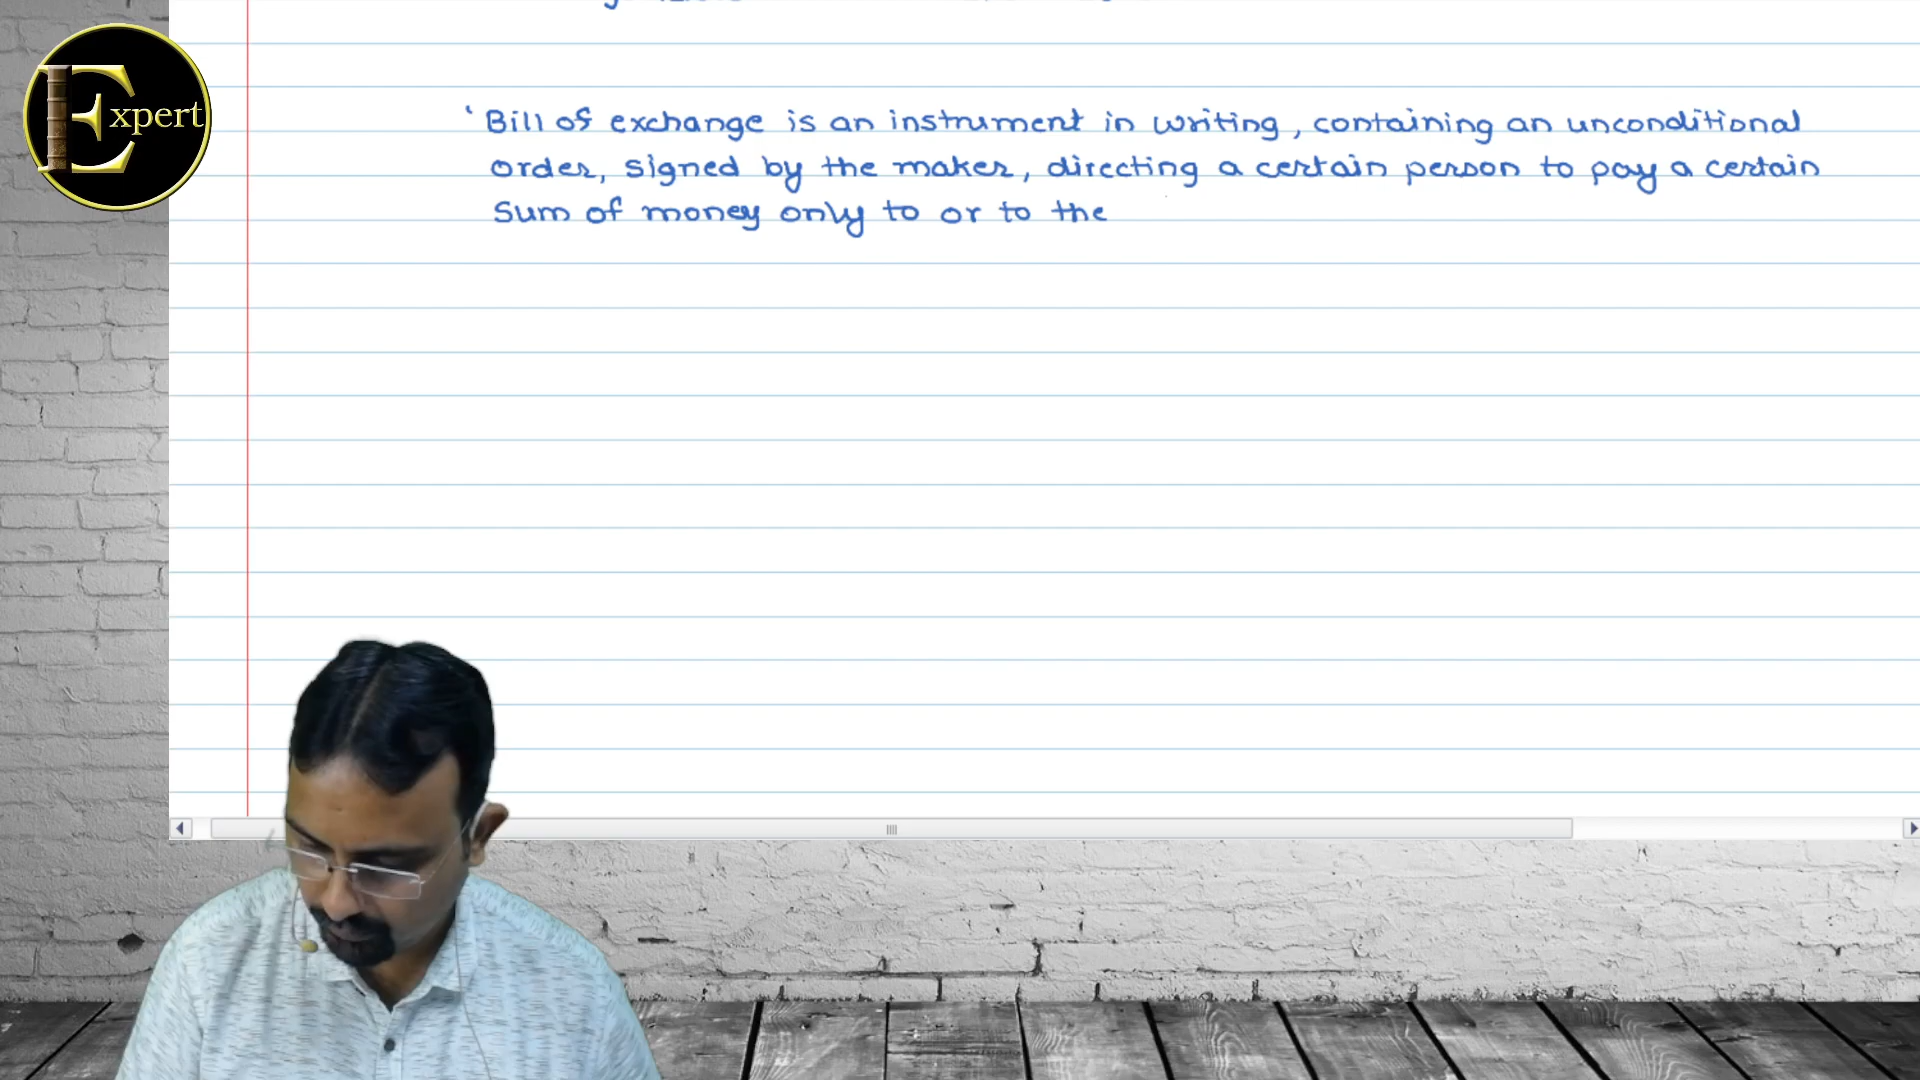 Expert
' Bill of exchange is an instrument in writing, containing an unconditional
order, signed by the maker, directing a certain person to pay a certain
Sum of money only to or to the